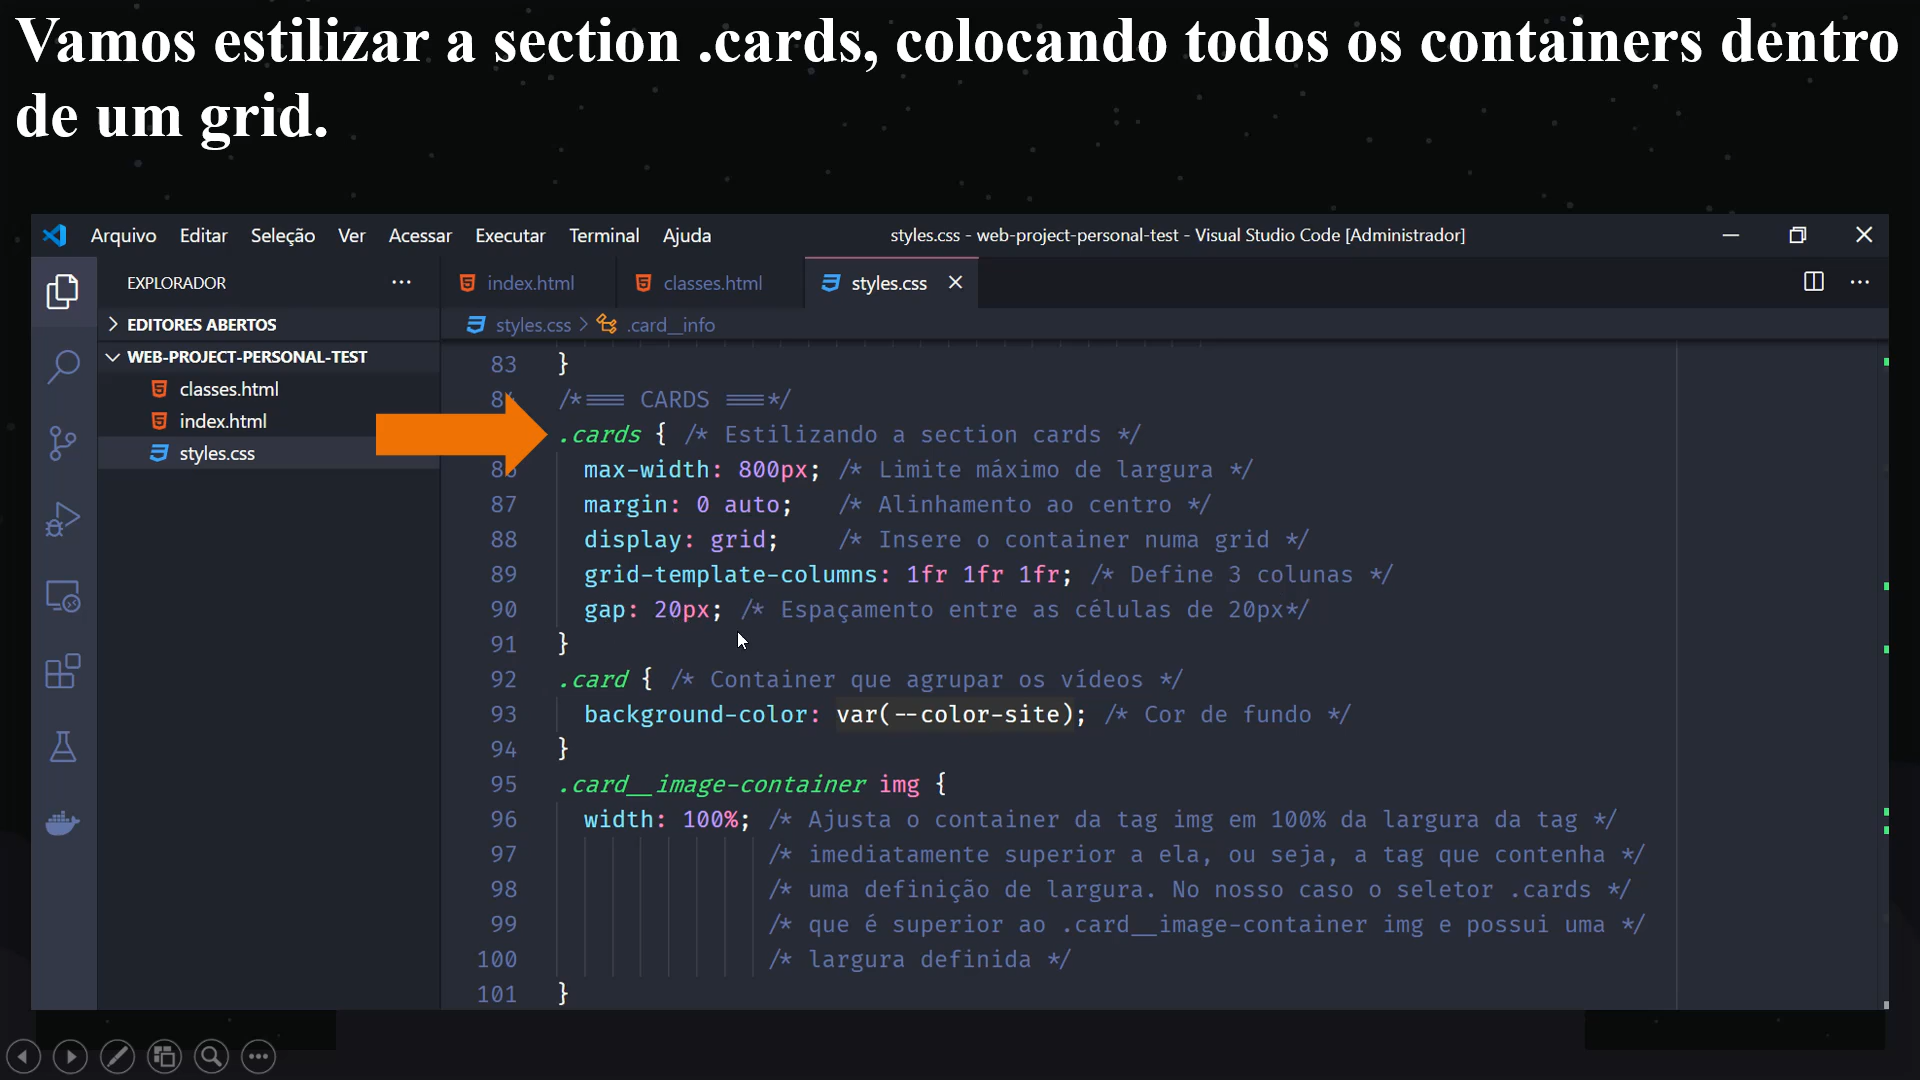 Vamos estilizar a section .cards, colocando todos os containers dentro
de um grid.
Arquivo Editar Seleção Ver Acessar Executar Terminal Ajuda styles.css - web-project-personal-test - Visual Studio Code [Administrador]
EXPLORADOR
index.html classes.html styles.css
EDITORES ABERTOS
styles.css > .card__info
WEB-PROJECT-PERSONAL-TEST
classes.html
index.html
styles.css
83 }
/*=== CARDS ===*/
.cards { /* Estilizando a section cards */
max-width: 800px; /* Limite máximo de largura */
87 margin: 0 auto; /* Alinhamento ao centro */
88 display: grid; /* Insere o container numa grid */
89 grid-template-columns: 1fr 1fr 1fr; /* Define 3 colunas */
90 gap: 20px; /* Espaçamento entre as células de 20px*/
91 }
92 .card { /* Container que agrupar os vídeos */
93 background-color: var(--color-site); /* Cor de fundo */
94 }
95 .card__image-container img {
96 width: 100%; /* Ajusta o container da tag img em 100% da largura da tag */
97 /* imediatamente superior a ela, ou seja, a tag que contenha */
98 /* uma definição de largura. No nosso caso o seletor .cards */
99 /* que é superior ao .card__image-container img e possui uma */
100 /* largura definida */
101 }